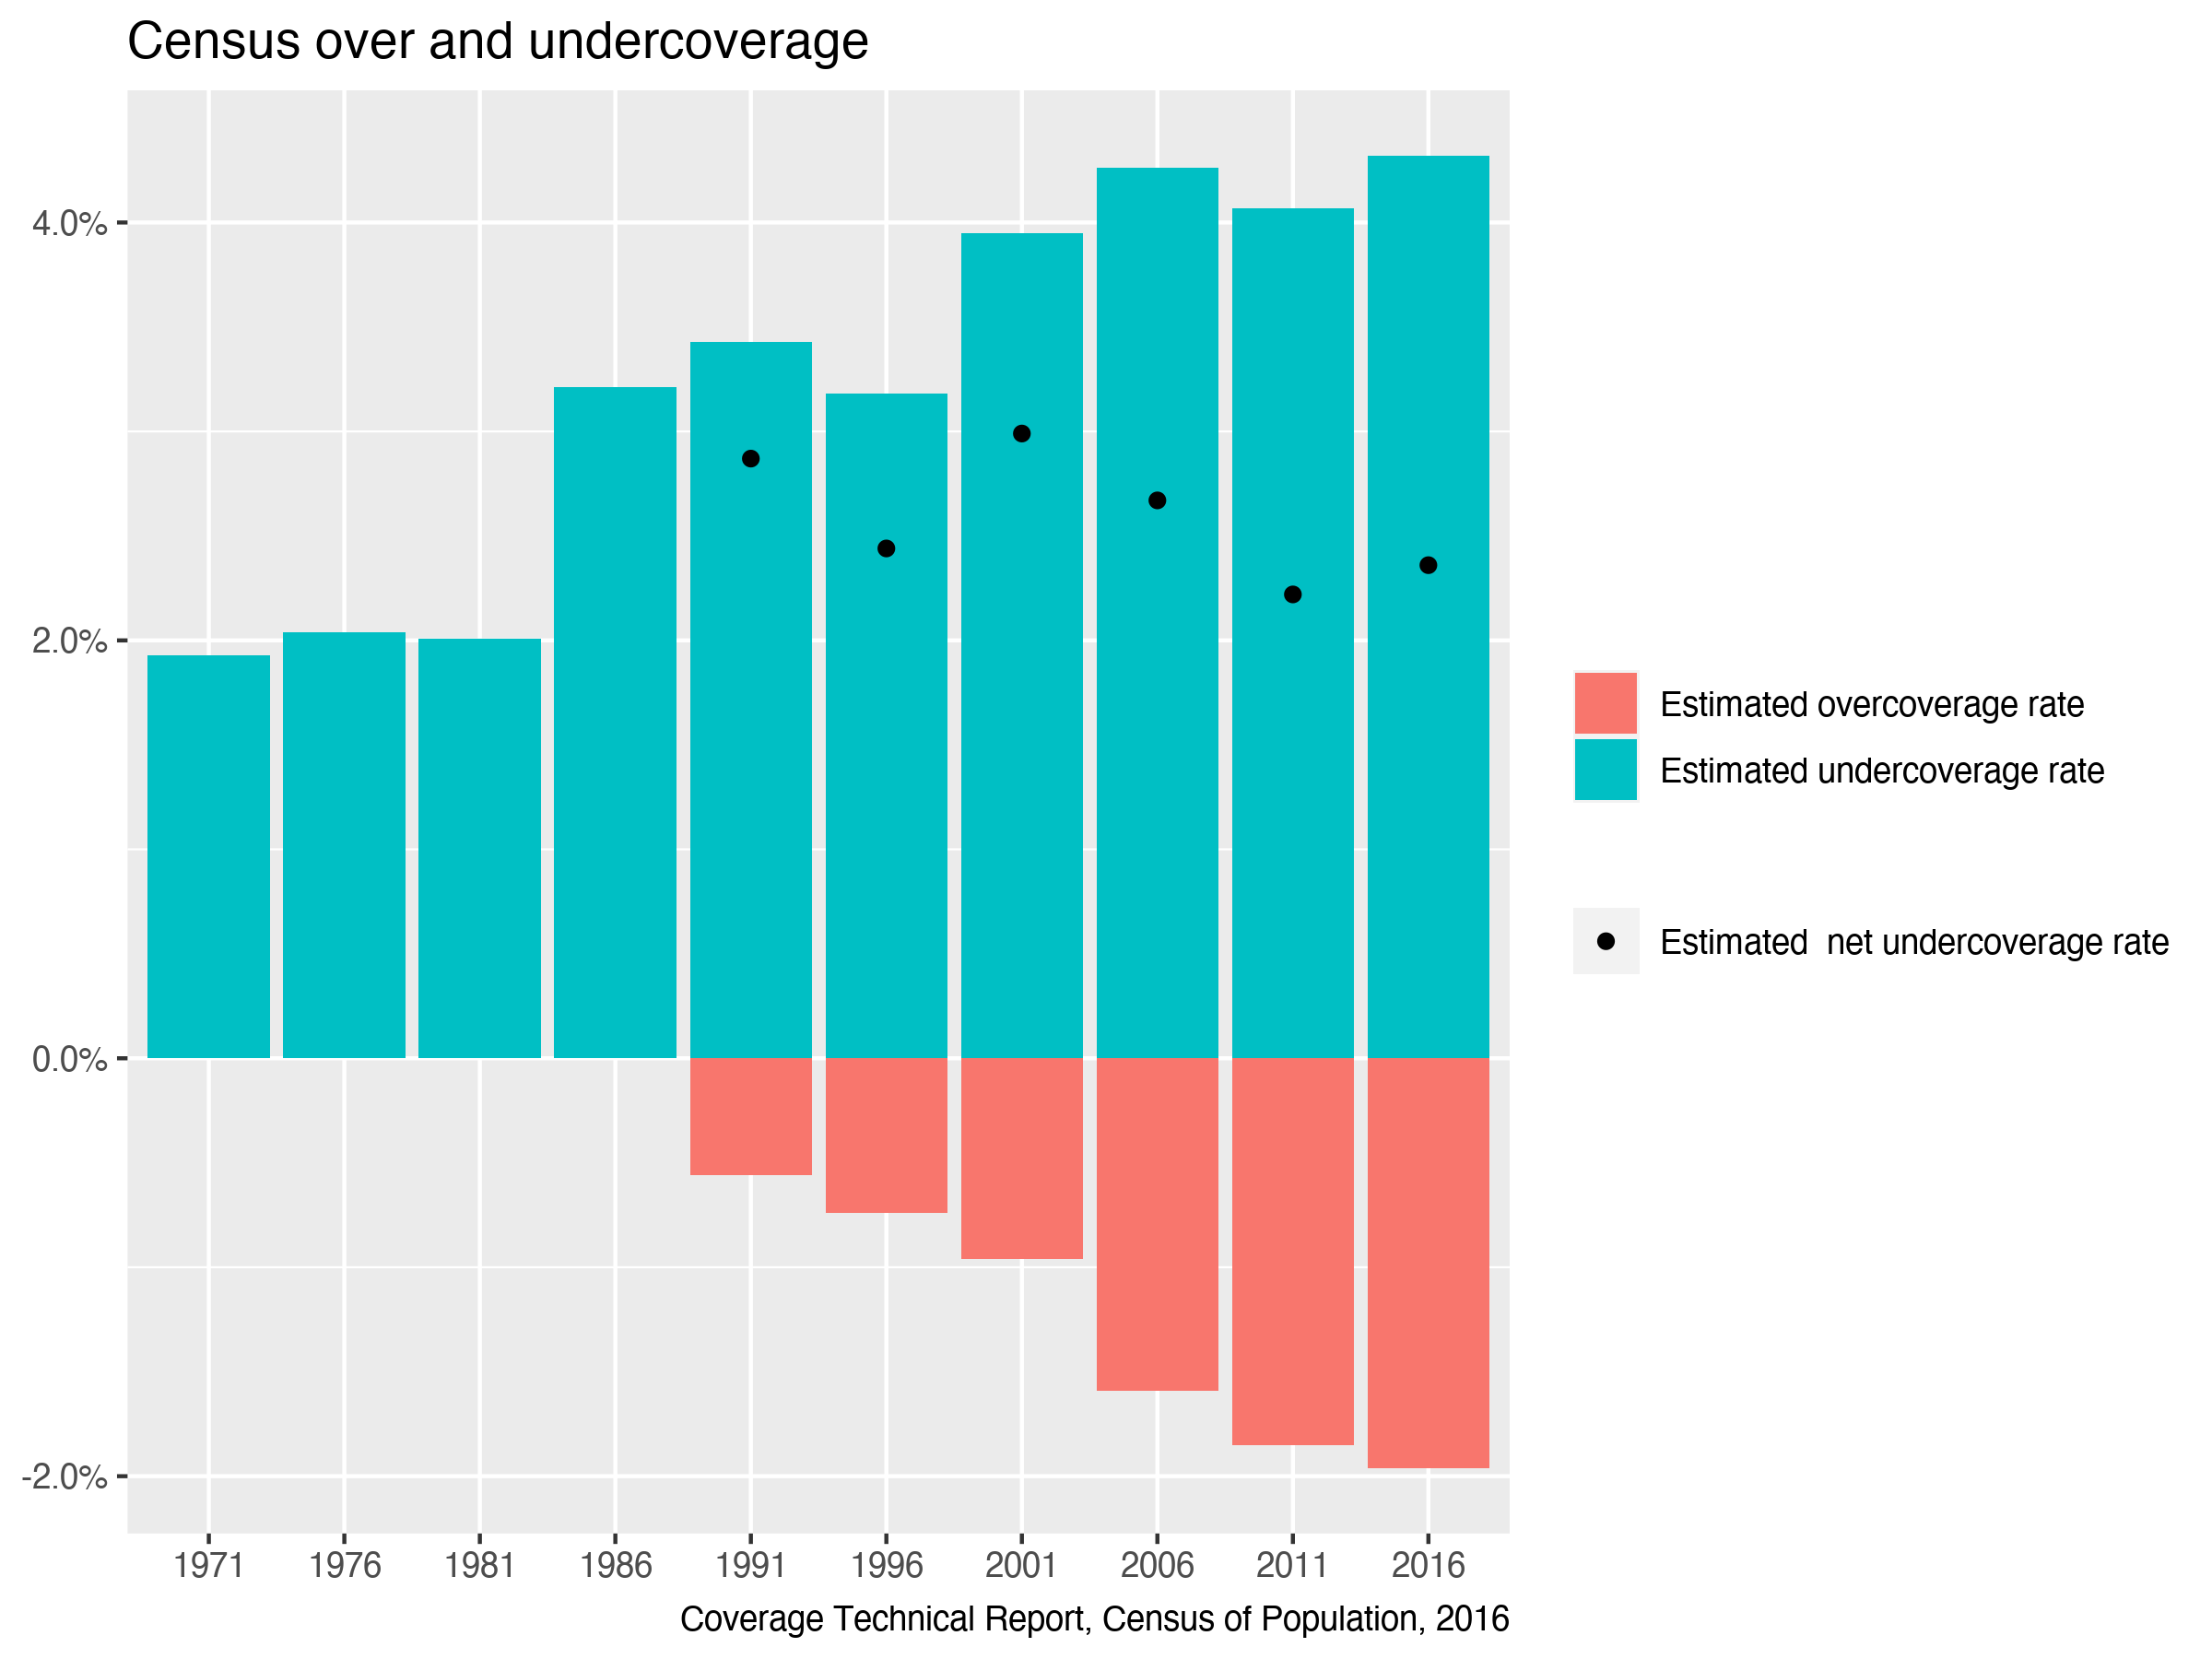 Census over and undercoverage
4.0%
2.0%
0.0%
-2.0%
1971 1976 1981 1986 1991 1996 2001 2006 2011 2016
Coverage Technical Report, Census of Population, 2016
Estimated overcoverage rate
Estimated undercoverage rate
Estimated  net undercoverage rate